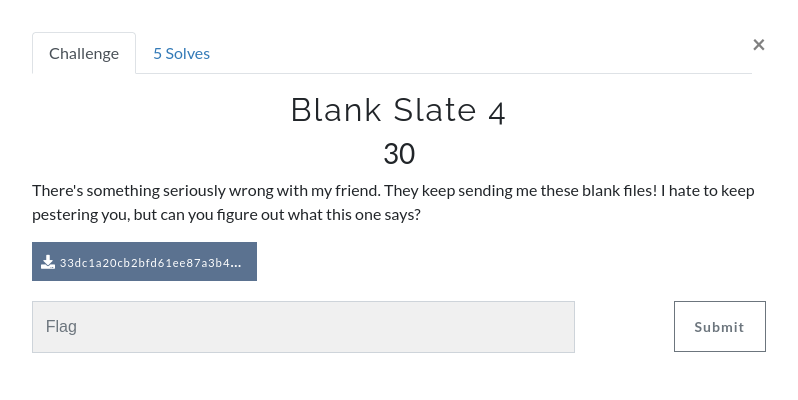 Challenge
5 Solves
×
Blank Slate 4
30
There's something seriously wrong with my friend. They keep sending me these blank files! I hate to keep
pestering you, but can you figure out what this one says?
33dc1a20cb2bfd61ee87a3b4...
Flag
Submit